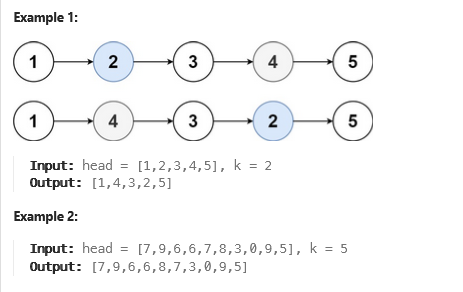 Example 1:
1 2 3 4 5
1 4 3 2 5
Input: head = [1,2,3,4,5], k = 2
Output: [1,4,3,2,5]
Example 2:
Input: head = [7,9,6,6,7,8,3,0,9,5], k = 5
Output: [7,9,6,6,8,7,3,0,9,5]